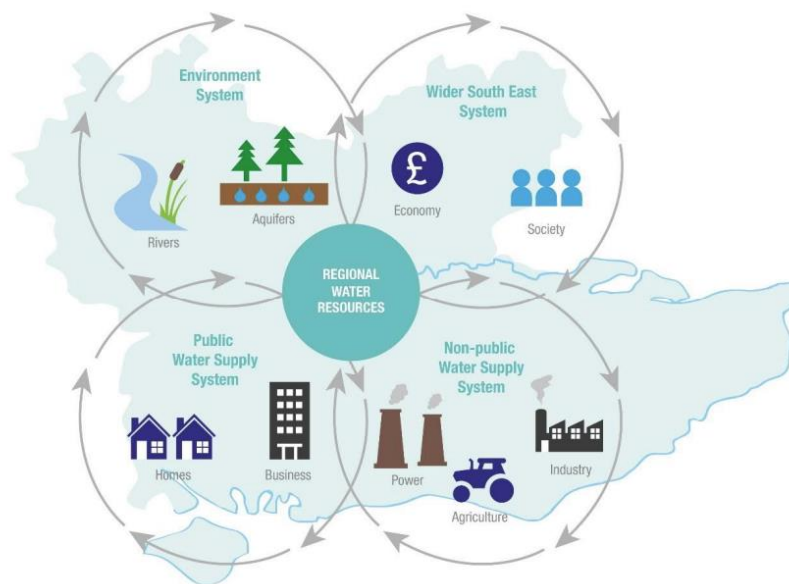 Environment
System
Rivers
Aquifers
Wider South East
System
£
Economy
Society
REGIONAL
WATER
RESOURCES
Public
Water Supply
System
Homes
Business
Non-public
Water Supply
System
Power
Agriculture
Industry